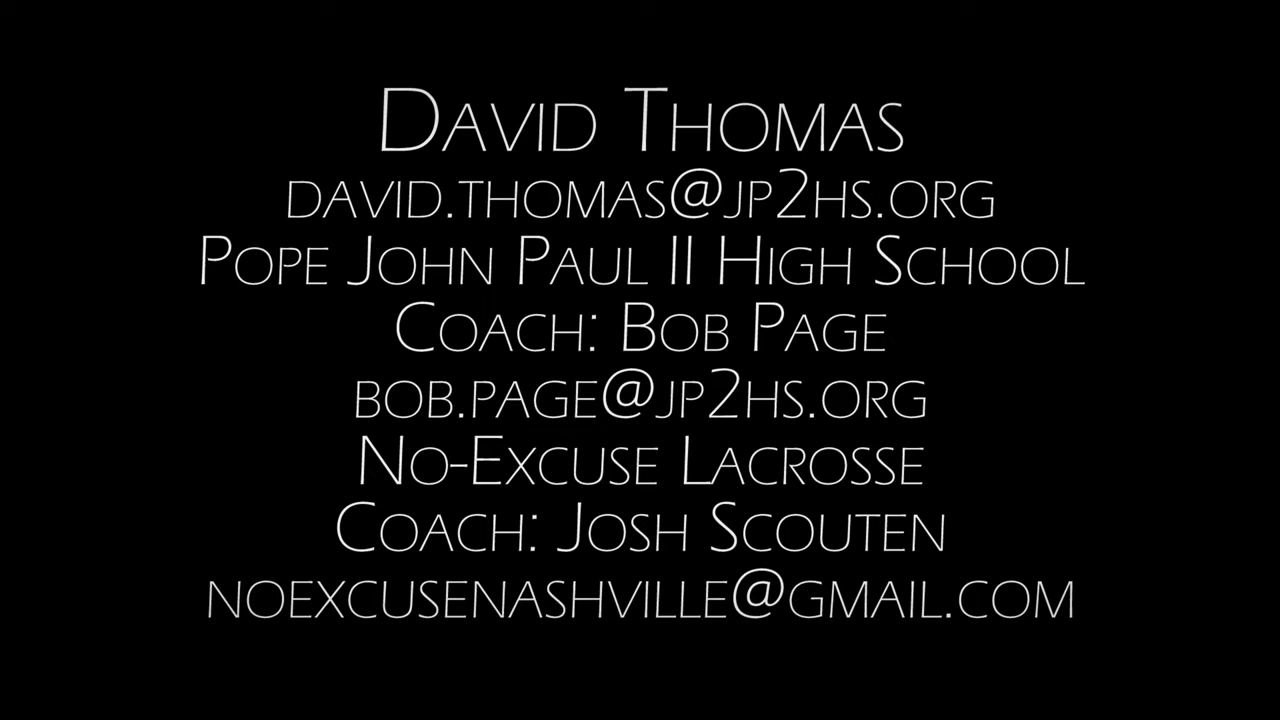 David Thomas
david.thomas@jp2hs.org
Pope John Paul II High School
Coach: Bob Page
bob.page@jp2hs.org
No-Excuse Lacrosse
Coach: Josh Scouten
noexcusenashville@gmail.com